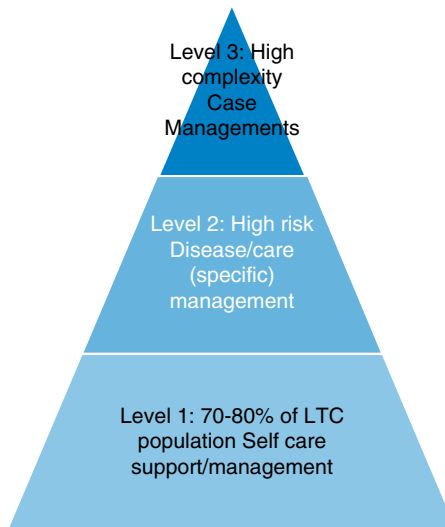 Level 3: High
complexity
Case
Managements
Level 2: High risk
Disease/care
(specific)
management
Level 1: 70-80% of LTC
population Self care
support/management